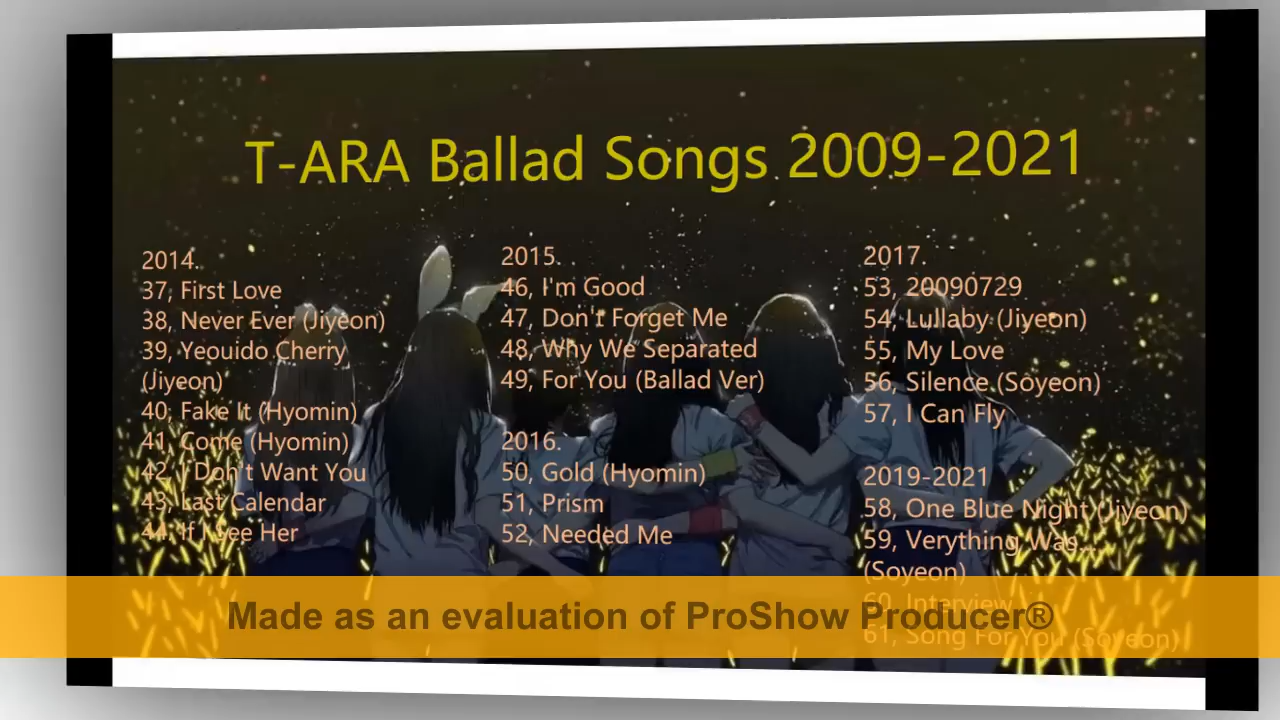 T-ARA Ballad Songs 2009-2021
2014.
37, First Love
38, Never Ever (Jiyeon)
39, Yeouido Cherry
(Jiyeon)
40, Fake It (Hyomin)
41, Come (Hyomin)
42, I Don't Want You
43, Last Calendar
44, If I See Her
2015.
46, I'm Good
47, Don't Forget Me
48, Why We Separated
49, For You (Ballad Ver)
2016.
50, Gold (Hyomin)
51, Prism
52, Needed Me
2017.
53, 20090729
54, Lullaby (Jiyeon)
55, My Love
56, Silence (Soyeon)
57, I Can Fly
2019-2021
58, One Blue Night (Jiyeon)
59, Verything Was...
(Soyeon)
60, Interview
61, Song For You (Soyeon)
Made as an evaluation of ProShow Producer®